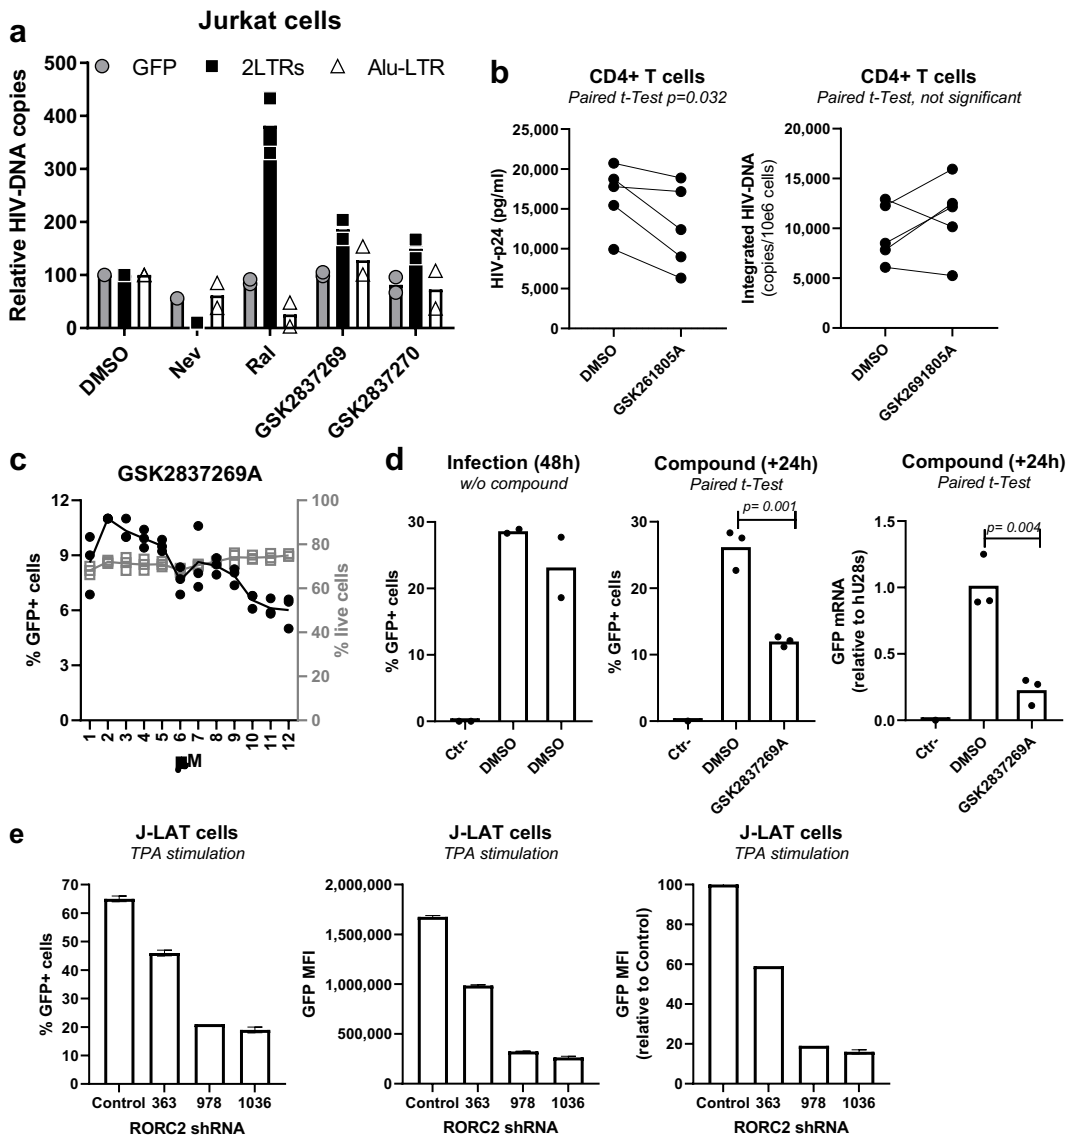 a
Jurkat cells
GFP 2LTRs Alu-LTR
Relative HIV-DNA copies
500
400
300
200
100
0
DMSO
Nev
Ral
GSK2837269
GSK2837270
b
CD4+ T cells
Paired t-Test p=0.032
HIV-p24 (pg/ml)
25,000
20,000
15,000
10,000
5,000
0
DMSO
GSK261805A
CD4+ T cells
Paired t-Test, not significant
Integrated HIV-DNA
(copies/10e6 cells)
20,000
15,000
10,000
5,000
0
DMSO
GSK2691805A
c
GSK2837269A
% GFP+ cells
12
9
6
3
0
100
80
60
40
20
0
% live cells
1 2 3 4 5 6 7 8 9 10 11 12
µM
d
Infection (48h)
w/o compound
% GFP+ cells
30
20
10
0
Ctr-
DMSO
DMSO
Compound (+24h)
Paired t-Test
p= 0.001
% GFP+ cells
30
20
10
0
Ctr-
DMSO
GSK2837269A
Compound (+24h)
Paired t-Test
p= 0.004
GFP mRNA
(relative to hU28s)
1.5
1.0
0.5
0.0
Ctr-
DMSO
GSK2837269A
e
J-LAT cells
TPA stimulation
% GFP+ cells
70
60
50
40
30
20
10
0
Control 363 978 1036
RORC2 shRNA
J-LAT cells
TPA stimulation
GFP MFI
2,000,000
1,500,000
1,000,000
500,000
0
Control 363 978 1036
RORC2 shRNA
J-LAT cells
TPA stimulation
GFP MFI
(relative to Control)
100
80
60
40
20
0
Control 363 978 1036
RORC2 shRNA